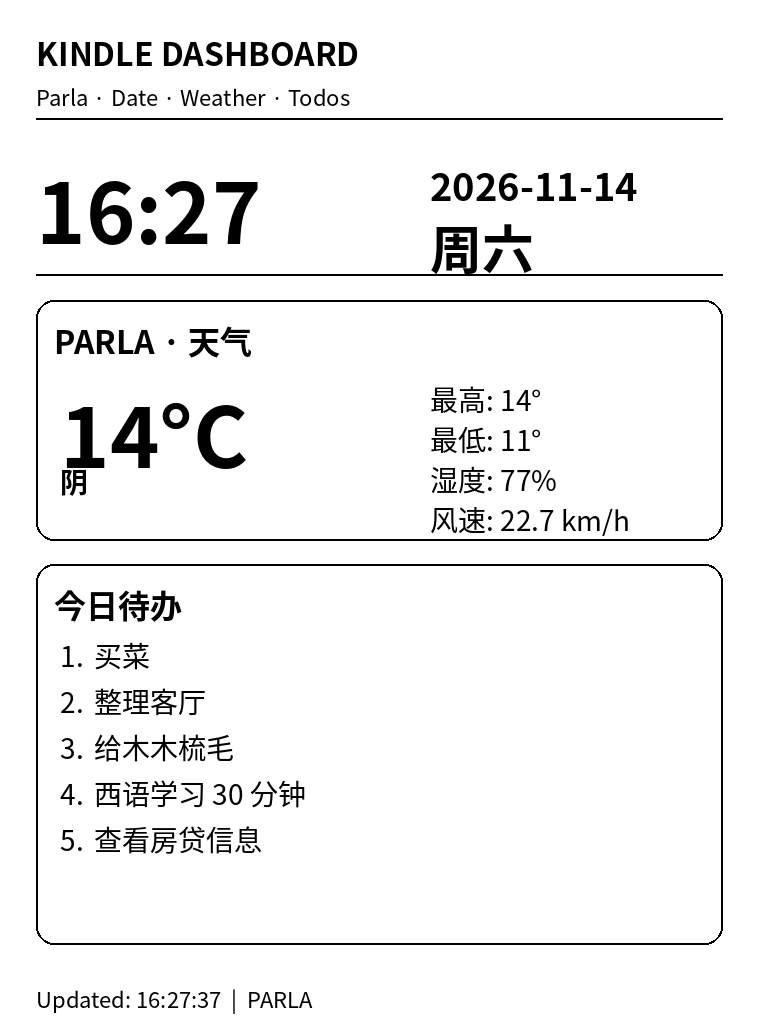 KINDLE DASHBOARD
Parla · Date · Weather · Todos
16:27
2026-11-14
周六
PARLA · 天气
14°C
阴
最高: 14°
最低: 11°
湿度: 77%
风速: 22.7 km/h
今日待办
1. 买菜
2. 整理客厅
3. 给木木梳毛
4. 西语学习 30 分钟
5. 查看房贷信息
Updated: 16:27:37 | PARLA